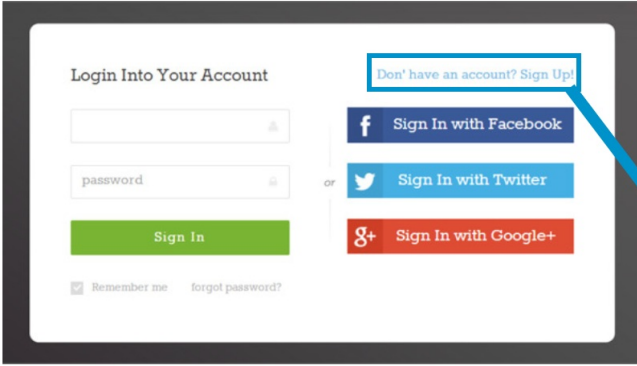 Login Into Your Account
Don' have an account? Sign Up!
f Sign In with Facebook
password
or
Sign In with Twitter
Sign In
g+ Sign In with Google+
Remember me forgot password?